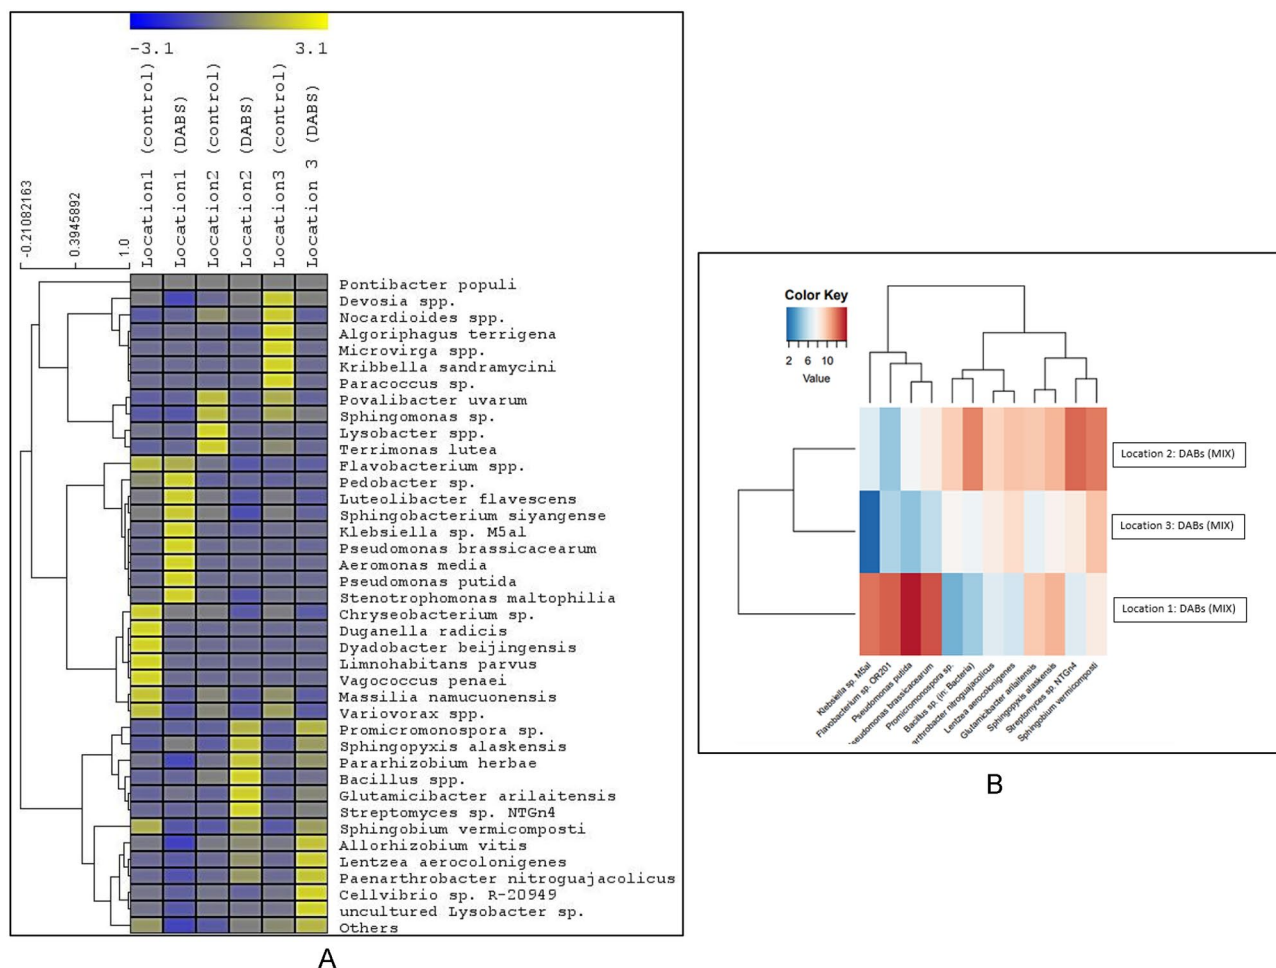 -3.1 3.1
Location1 (control)
Location1 (DABS)
Location2 (control)
Location2 (DABS)
Location3 (control)
Location 3 (DABS)
-0.21082163
0.3945892
1.0
Pontibacter populi
Devosia spp.
Nocardioides spp.
Algoriphagus terrigena
Microvirga spp.
Kribbella sandramycini
Paracoccus sp.
Povalibacter uvarum
Sphingomonas sp.
Lysobacter spp.
Terrimonas lutea
Flavobacterium spp.
Pedobacter sp.
Luteolibacter flavescens
Sphingobacterium siyangense
Klebsiella sp. M5al
Pseudomonas brassicacearum
Aeromonas media
Pseudomonas putida
Stenotrophomonas maltophilia
Chryseobacterium sp.
Duganella radicis
Dyadobacter beijingensis
Limnohabitans parvus
Vagococcus penaei
Massilia namucuonensis
Variovorax spp.
Promicromonospora sp.
Sphingopyxis alaskensis
Pararhizobium herbae
Bacillus spp.
Glutamicibacter arilaitensis
Streptomyces sp. NTGn4
Sphingobium vermicomposti
Allorhizobium vitis
Lentzea aerocolonigenes
Paenarthrobacter nitroguajacolicus
Cellvibrio sp. R-20949
uncultured Lysobacter sp.
Others
A
Color Key
2 6 10
Value
Location 2: DABs (MIX)
Location 3: DABs (MIX)
Location 1: DABs (MIX)
Klebsiella sp. M5al
Flavobacterium sp. OR201
Pseudomonas putida
seudomonas brassicacearum
Promicromonospora sp.
Bacillus sp. (in: Bacteria)
arthrobacter nitroguajacolicus
Lentzea aerocolonigenes
Glutamicibacter arilaitensis
Sphingopyxis alaskensis
Streptomyces sp. NTGn4
Sphingobium vermicomposti
B